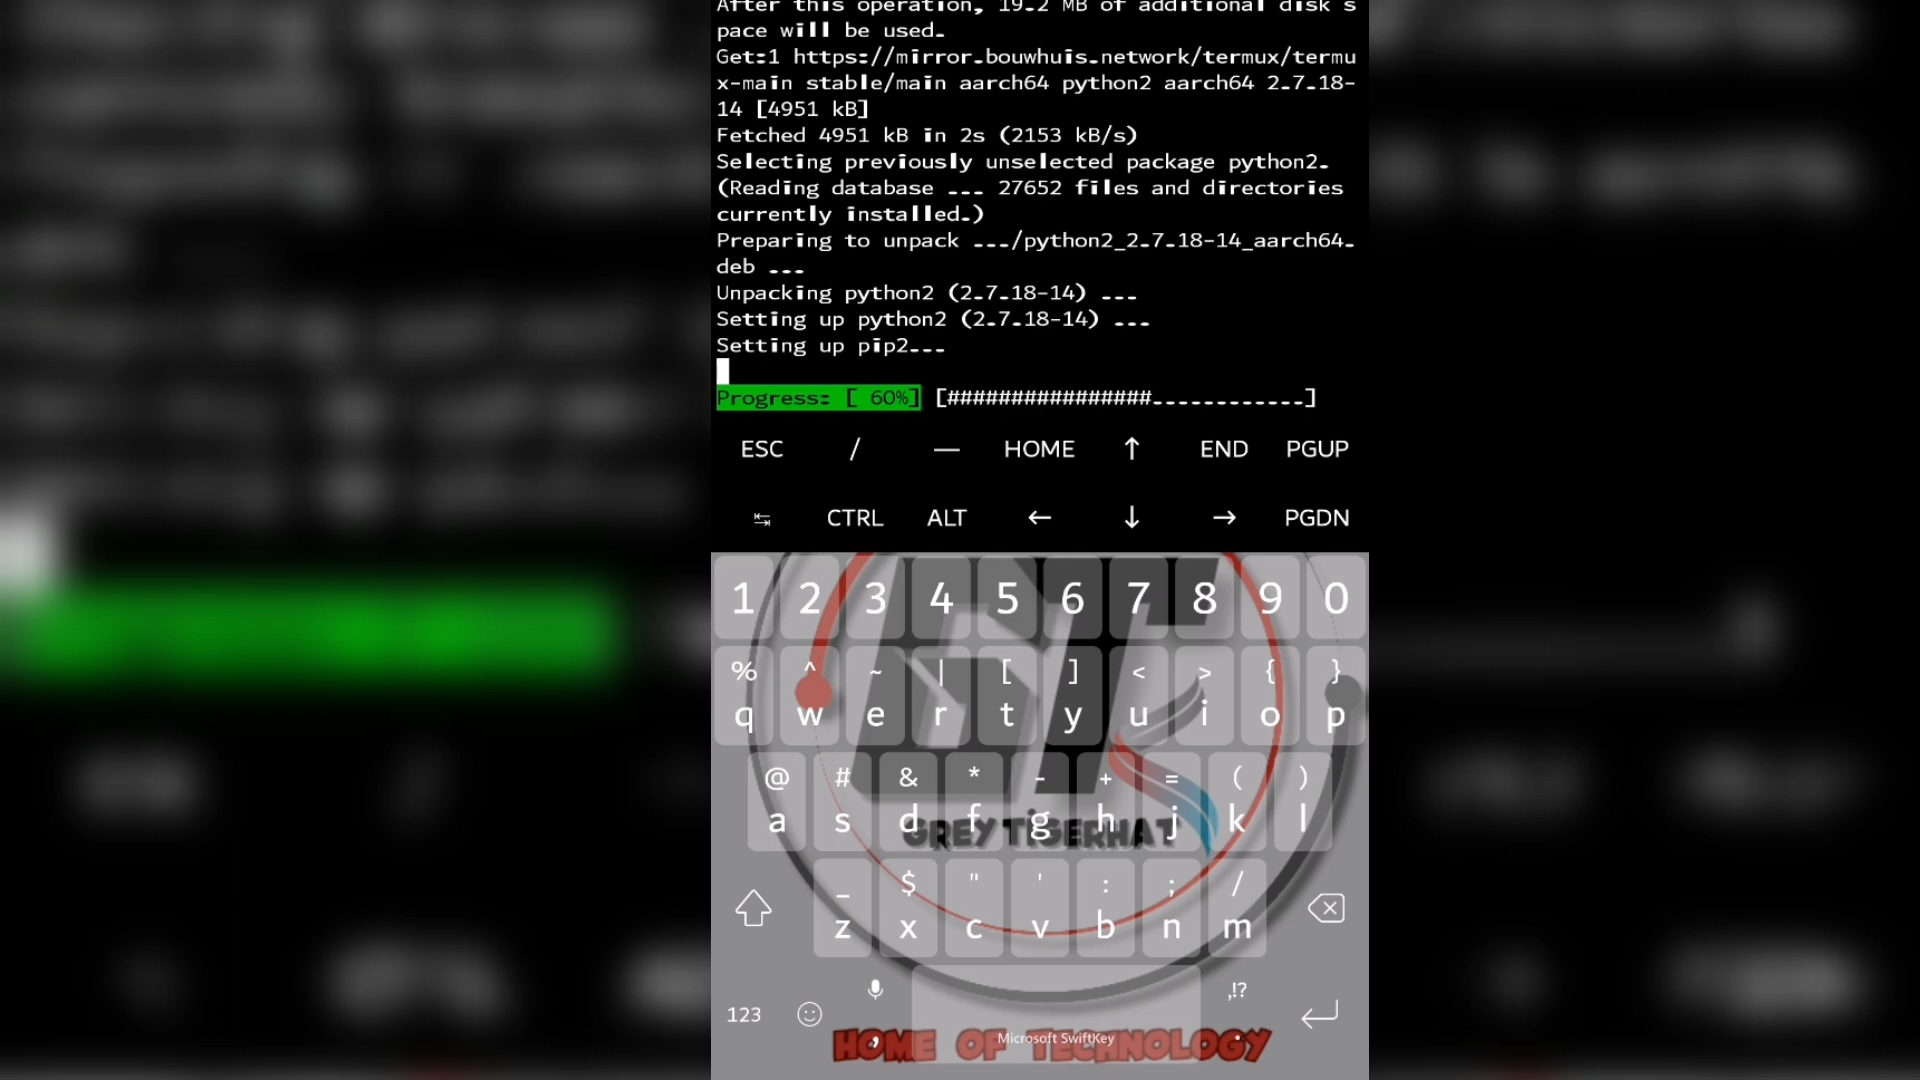 After this operation, 19.2 MB of additional disk s
pace will be used.
Get:1 https://mirror.bouwhuis.network/termux/termu
x-main stable/main aarch64 python2 aarch64 2.7.18-
14 [4951 kB]
Fetched 4951 kB in 2s (2153 kB/s)
Selecting previously unselected package python2.
(Reading database ... 27652 files and directories
currently installed.)
Preparing to unpack .../python2_2.7.18-14_aarch64.
deb ...
Unpacking python2 (2.7.18-14) ...
Setting up python2 (2.7.18-14) ...
Setting up pip2...
Progress: [ 60%] [################............]
ESC / — HOME ↑ END PGUP
↹ CTRL ALT ← ↓ → PGDN
1 2 3 4 5 6 7 8 9 0
% ^ ~ | [ ] < > { }
q w e r t y u i o p
@ # & * - + = ( )
a s d f g h j k l
GREY TIGERHAT
_ $ " ' : ; /
z x c v b n m
,!?
123 , Microsoft SwiftKey .
HOME OF TECHNOLOGY